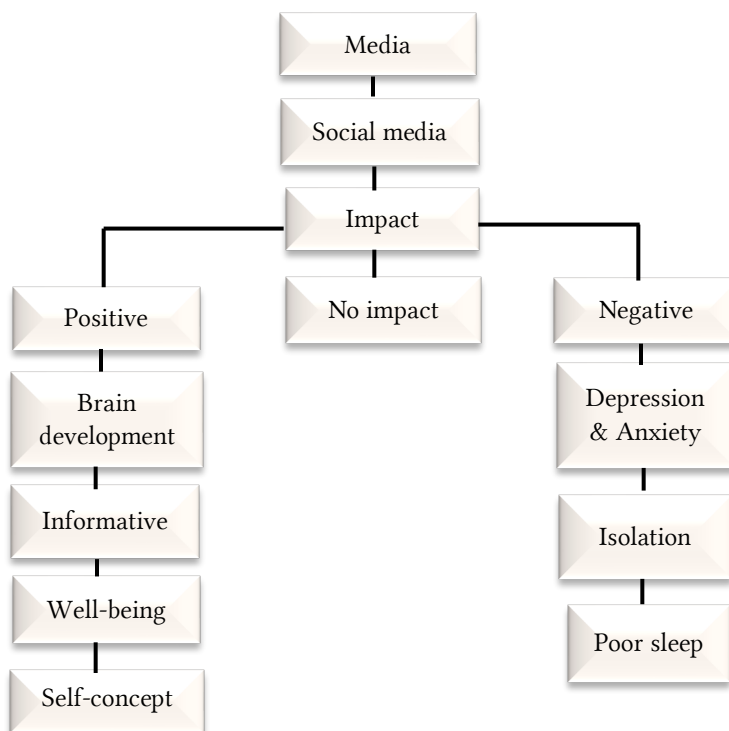 Media
Social media
Impact
Positive
No impact
Negative
Brain
development
Depression
& Anxiety
Informative
Isolation
Well-being
Poor sleep
Self-concept